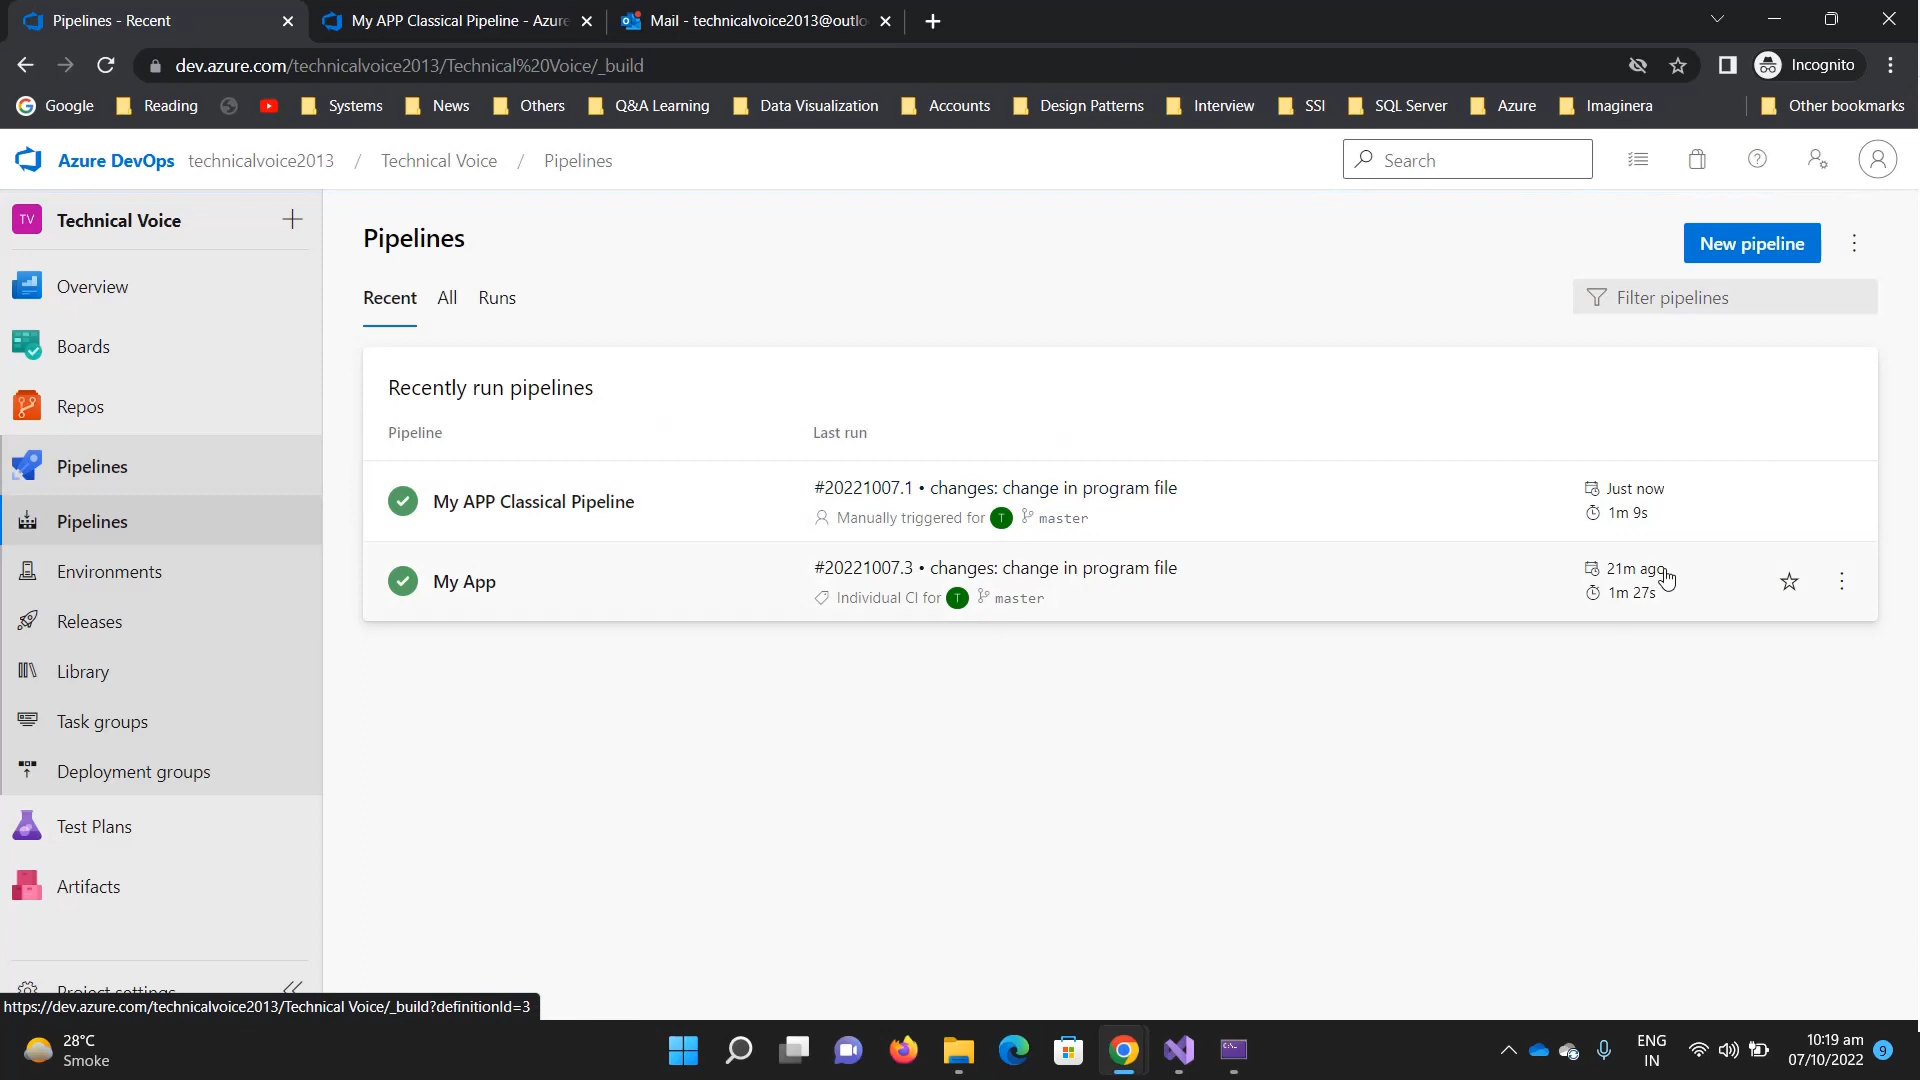 Pipelines - Recent
My APP Classical Pipeline - Azure
Mail - technicalvoice2013@outlo
dev.azure.com/technicalvoice2013/Technical%20Voice/_build
Incognito
Google
Reading
Systems
News
Others
Q&A Learning
Data Visualization
Accounts
Design Patterns
Interview
SSI
SQL Server
Azure
Imaginera
Other bookmarks
Azure DevOps technicalvoice2013 / Technical Voice / Pipelines
Search
TV Technical Voice
Overview
Boards
Repos
Pipelines
Pipelines
Environments
Releases
Library
Task groups
Deployment groups
Test Plans
Artifacts
Project settings
Pipelines
New pipeline
Recent All Runs
Filter pipelines
Recently run pipelines
Pipeline Last run
My APP Classical Pipeline
#20221007.1 • changes: change in program file
Manually triggered for T master
Just now
1m 9s
My App
#20221007.3 • changes: change in program file
Individual CI for T master
21m ago
1m 27s
https://dev.azure.com/technicalvoice2013/Technical Voice/_build?definitionId=3
28°C
Smoke
ENG
IN
10:19 am
07/10/2022
9